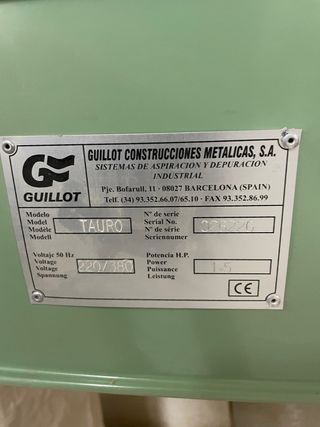 GUILLOT CONSTRUCCIONES METALICAS, S.A.
SISTEMAS DE ASPIRACION Y DEPURACION
INDUSTRIAL
Pje. Bofarull, 11 - 08027 BARCELONA (SPAIN)
Telf. (34) 93.352.66.07/65.10 - FAX 93.352.86.99
GUILLOT
Modelo
Model
Modèle
Modell
TAURO
Nº de serie
Serial No.
Nº de série
Seriennumer
Voltaje 50 Hz
Voltage
Voltage
Spannung
220/380
Potencia H.P.
Power
Puissance
Leistung
1.5
CE